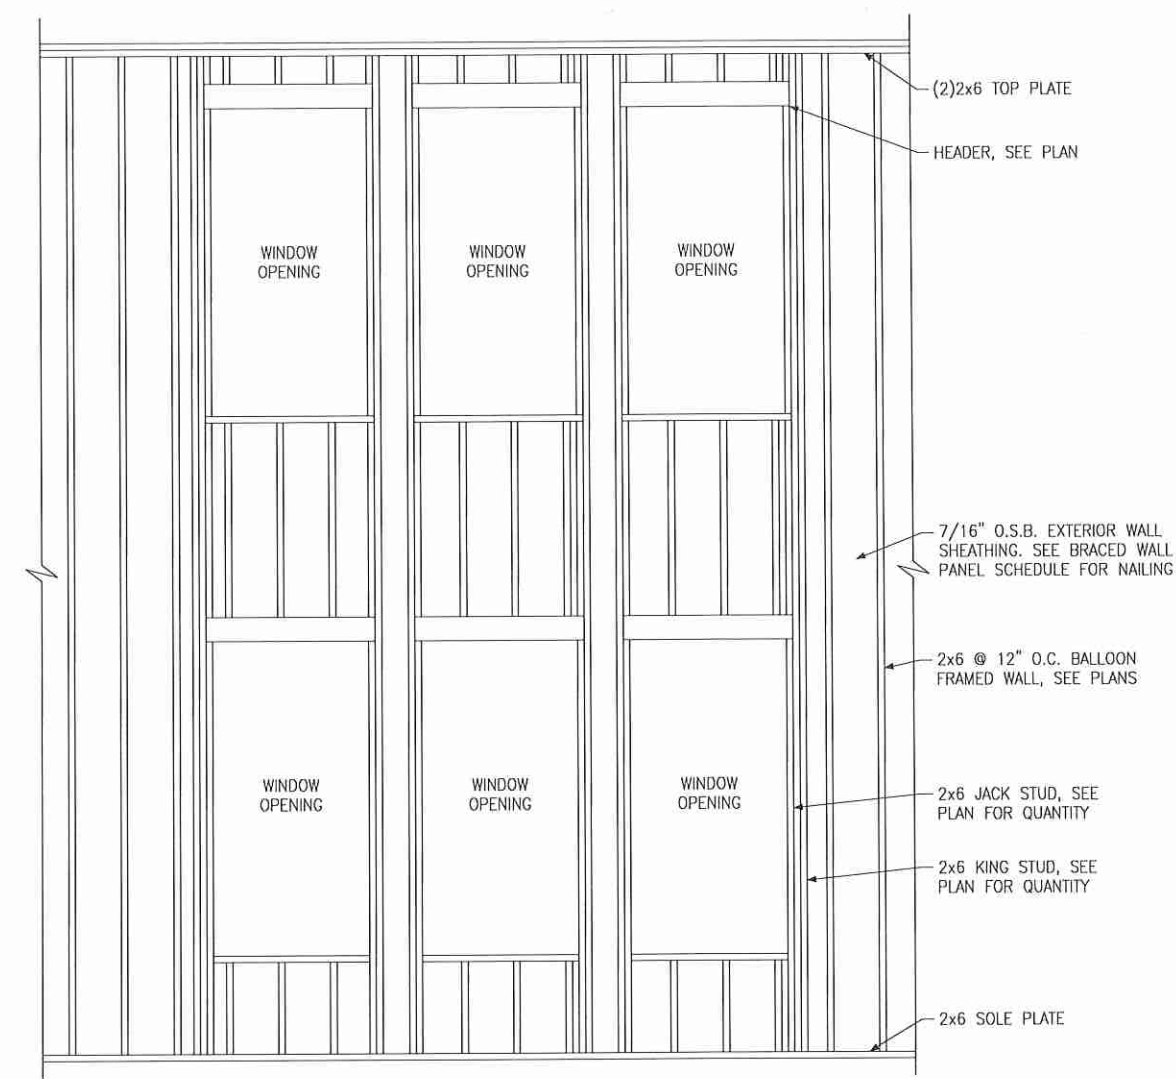 (2)2x6 TOP PLATE
HEADER, SEE PLAN
WINDOW
OPENING
WINDOW
OPENING
WINDOW
OPENING
7/16" O.S.B. EXTERIOR WALL
SHEATHING. SEE BRACED WALL
PANEL SCHEDULE FOR NAILING
2x6 @ 12" O.C. BALLOON
FRAMED WALL, SEE PLANS
WINDOW
OPENING
WINDOW
OPENING
WINDOW
OPENING
2x6 JACK STUD, SEE
PLAN FOR QUANTITY
2x6 KING STUD, SEE
PLAN FOR QUANTITY
2x6 SOLE PLATE